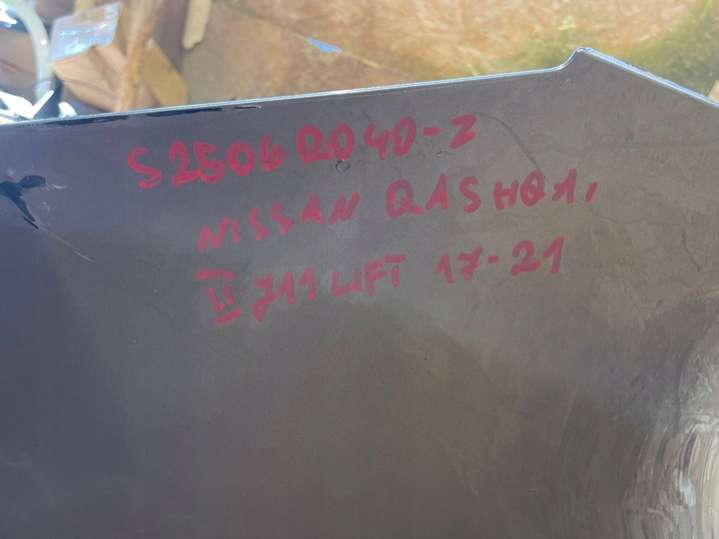 S2506Q040-Z
NISSAN QASHQAI
II J11 LIFT 17-21